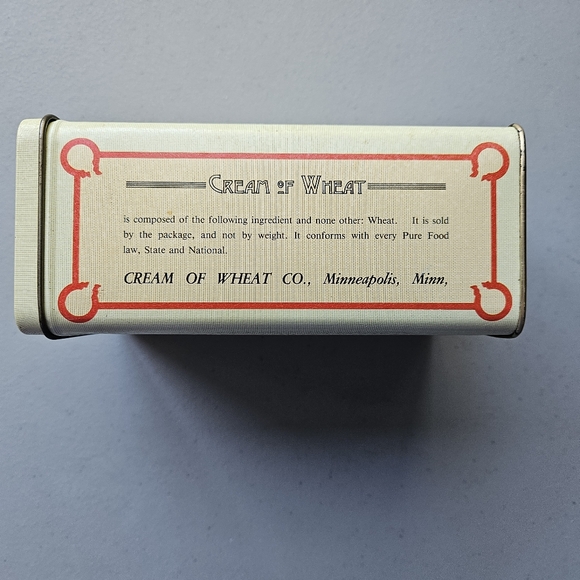 CREAM OF WHEAT
is composed of the following ingredient and none other: Wheat. It is sold
by the package, and not by weight. It conforms with every Pure Food
law, State and National.
CREAM OF WHEAT CO., Minneapolis, Minn,